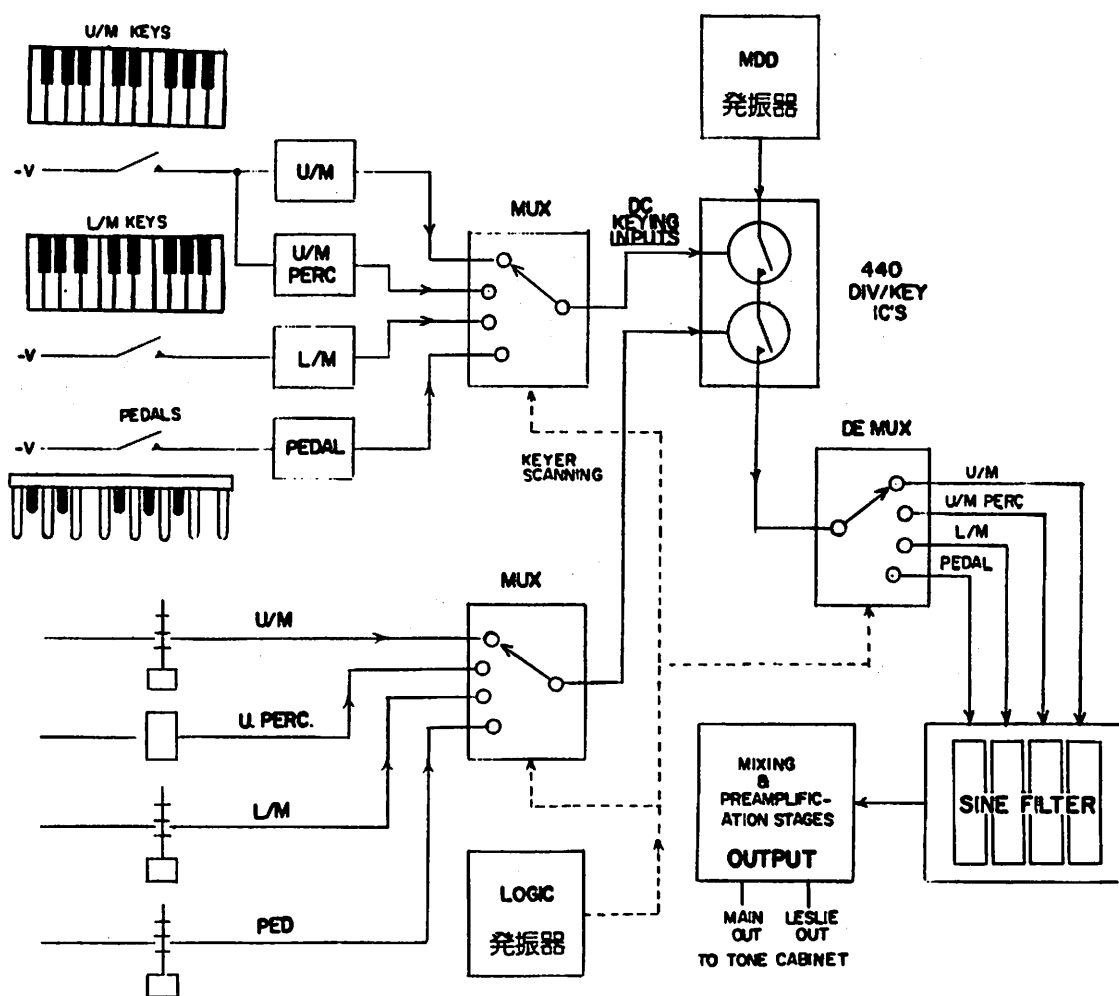 U/M KEYS
-V
U/M
L/M KEYS
U/M
PERC
-V
L/M
PEDALS
-V
PEDAL
MUX
DC
KEYING
INPUTS
MDD
発振器
440
DIV/KEY
IC'S
KEYER
SCANNING
DE MUX
U/M
U/M PERC
L/M
PEDAL
MUX
U/M
U. PERC.
L/M
PED
LOGIC
発振器
MIXING
&
PREAMPLIFIC-
ATION STAGES
OUTPUT
SINE FILTER
MAIN
OUT
LESLIE
OUT
TO TONE CABINET